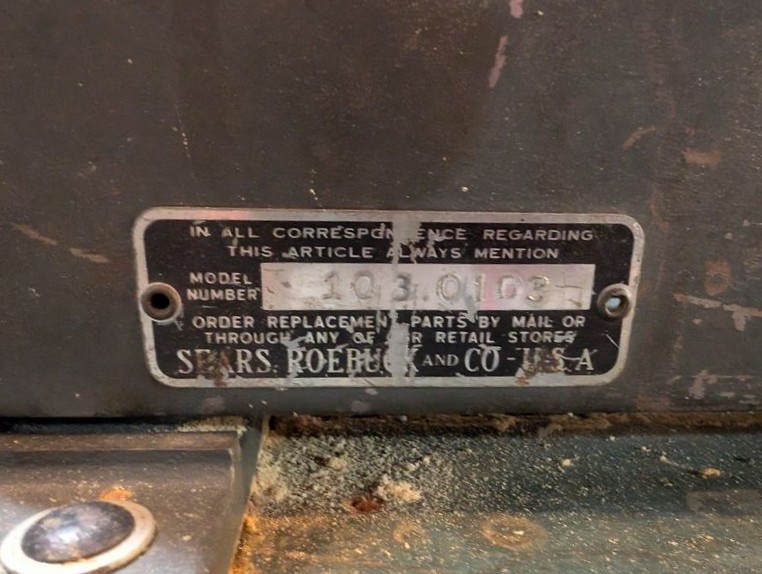 IN ALL CORRESPONDENCE REGARDING
THIS ARTICLE ALWAYS MENTION
MODEL
NUMBER 103.0103
ORDER REPLACEMENT PARTS BY MAIL OR
THROUGH ANY OF OUR RETAIL STORES
SEARS, ROEBUCK AND CO - U.S.A